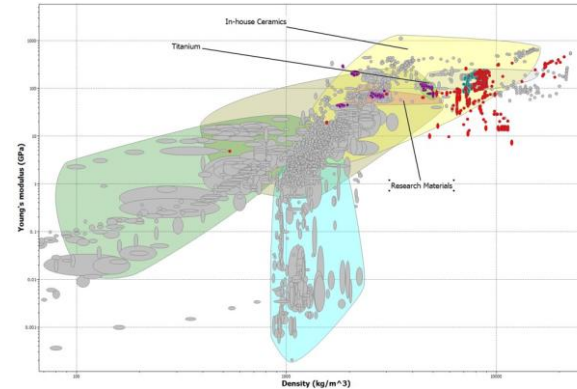 In-house Ceramics
Titanium
Research Materials
Young's modulus (GPa)
1000
100
10
1
0.1
0.01
0.001
100
1000
10000
Density (kg/m^3)